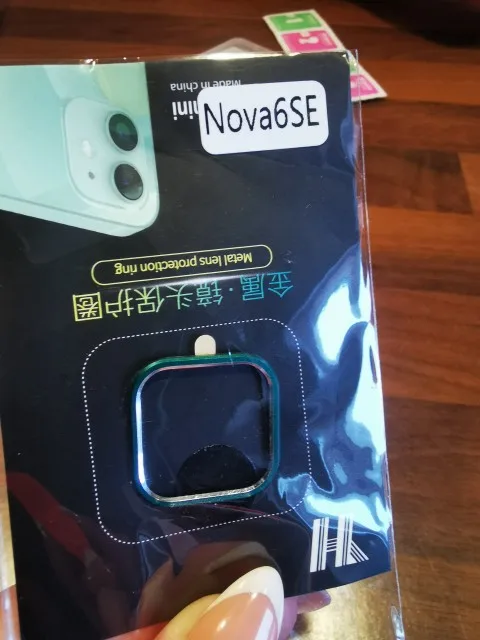 Nova6SE
Made in china
Metal lens protection ring
金属·镜头保护圈